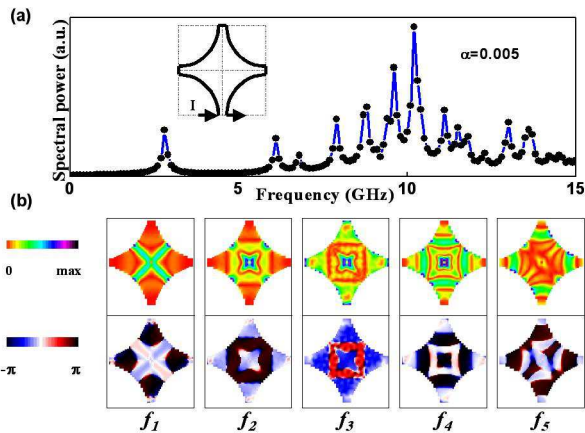 (a)
Spectral power (a.u.)
I
α=0.005
0 5 10 15
Frequency (GHz)
(b)
0 max
-π π
f1 f2 f3 f4 f5